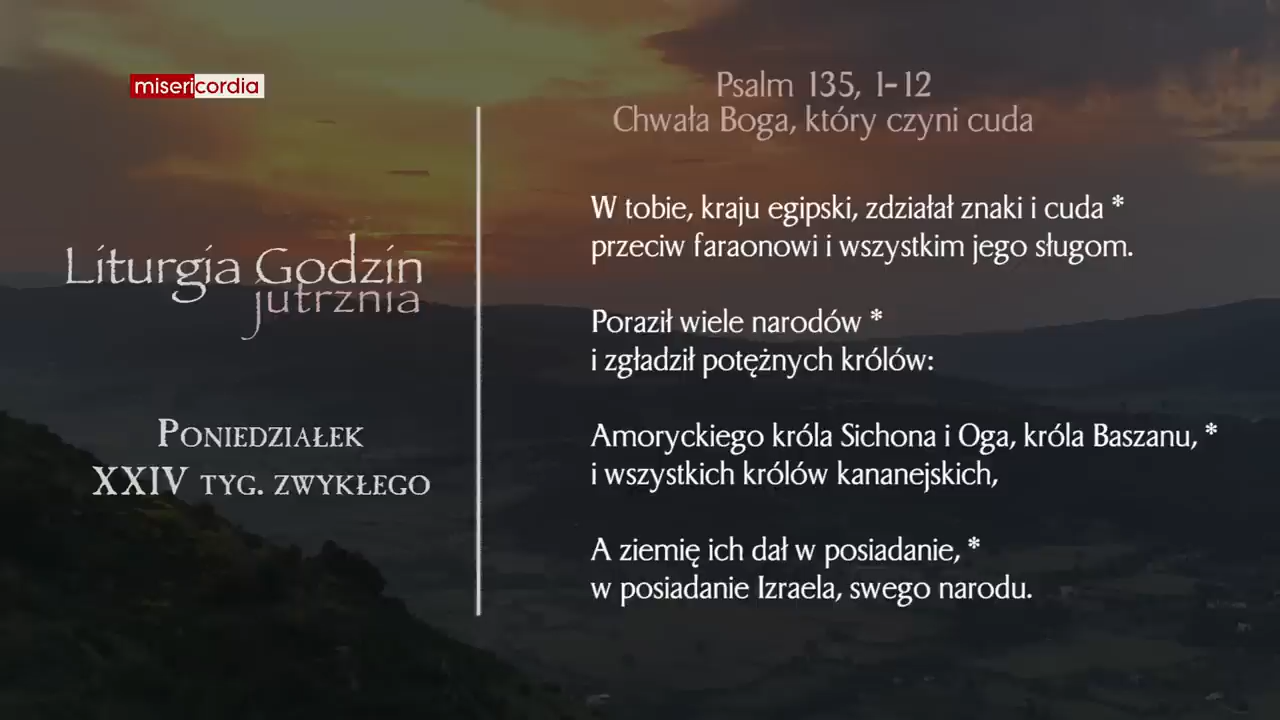 misericordia
Liturgia Godzin
jutrznia
Poniedziałek
XXIV tyg. zwykłego
Psalm 135, 1-12
Chwała Boga, który czyni cuda
W tobie, kraju egipski, zdziałał znaki i cuda *
przeciw faraonowi i wszystkim jego sługom.
Poraził wiele narodów *
i zgładził potężnych królów:
Amoryckiego króla Sichona i Oga, króla Baszanu, *
i wszystkich królów kananejskich,
A ziemię ich dał w posiadanie, *
w posiadanie Izraela, swego narodu.